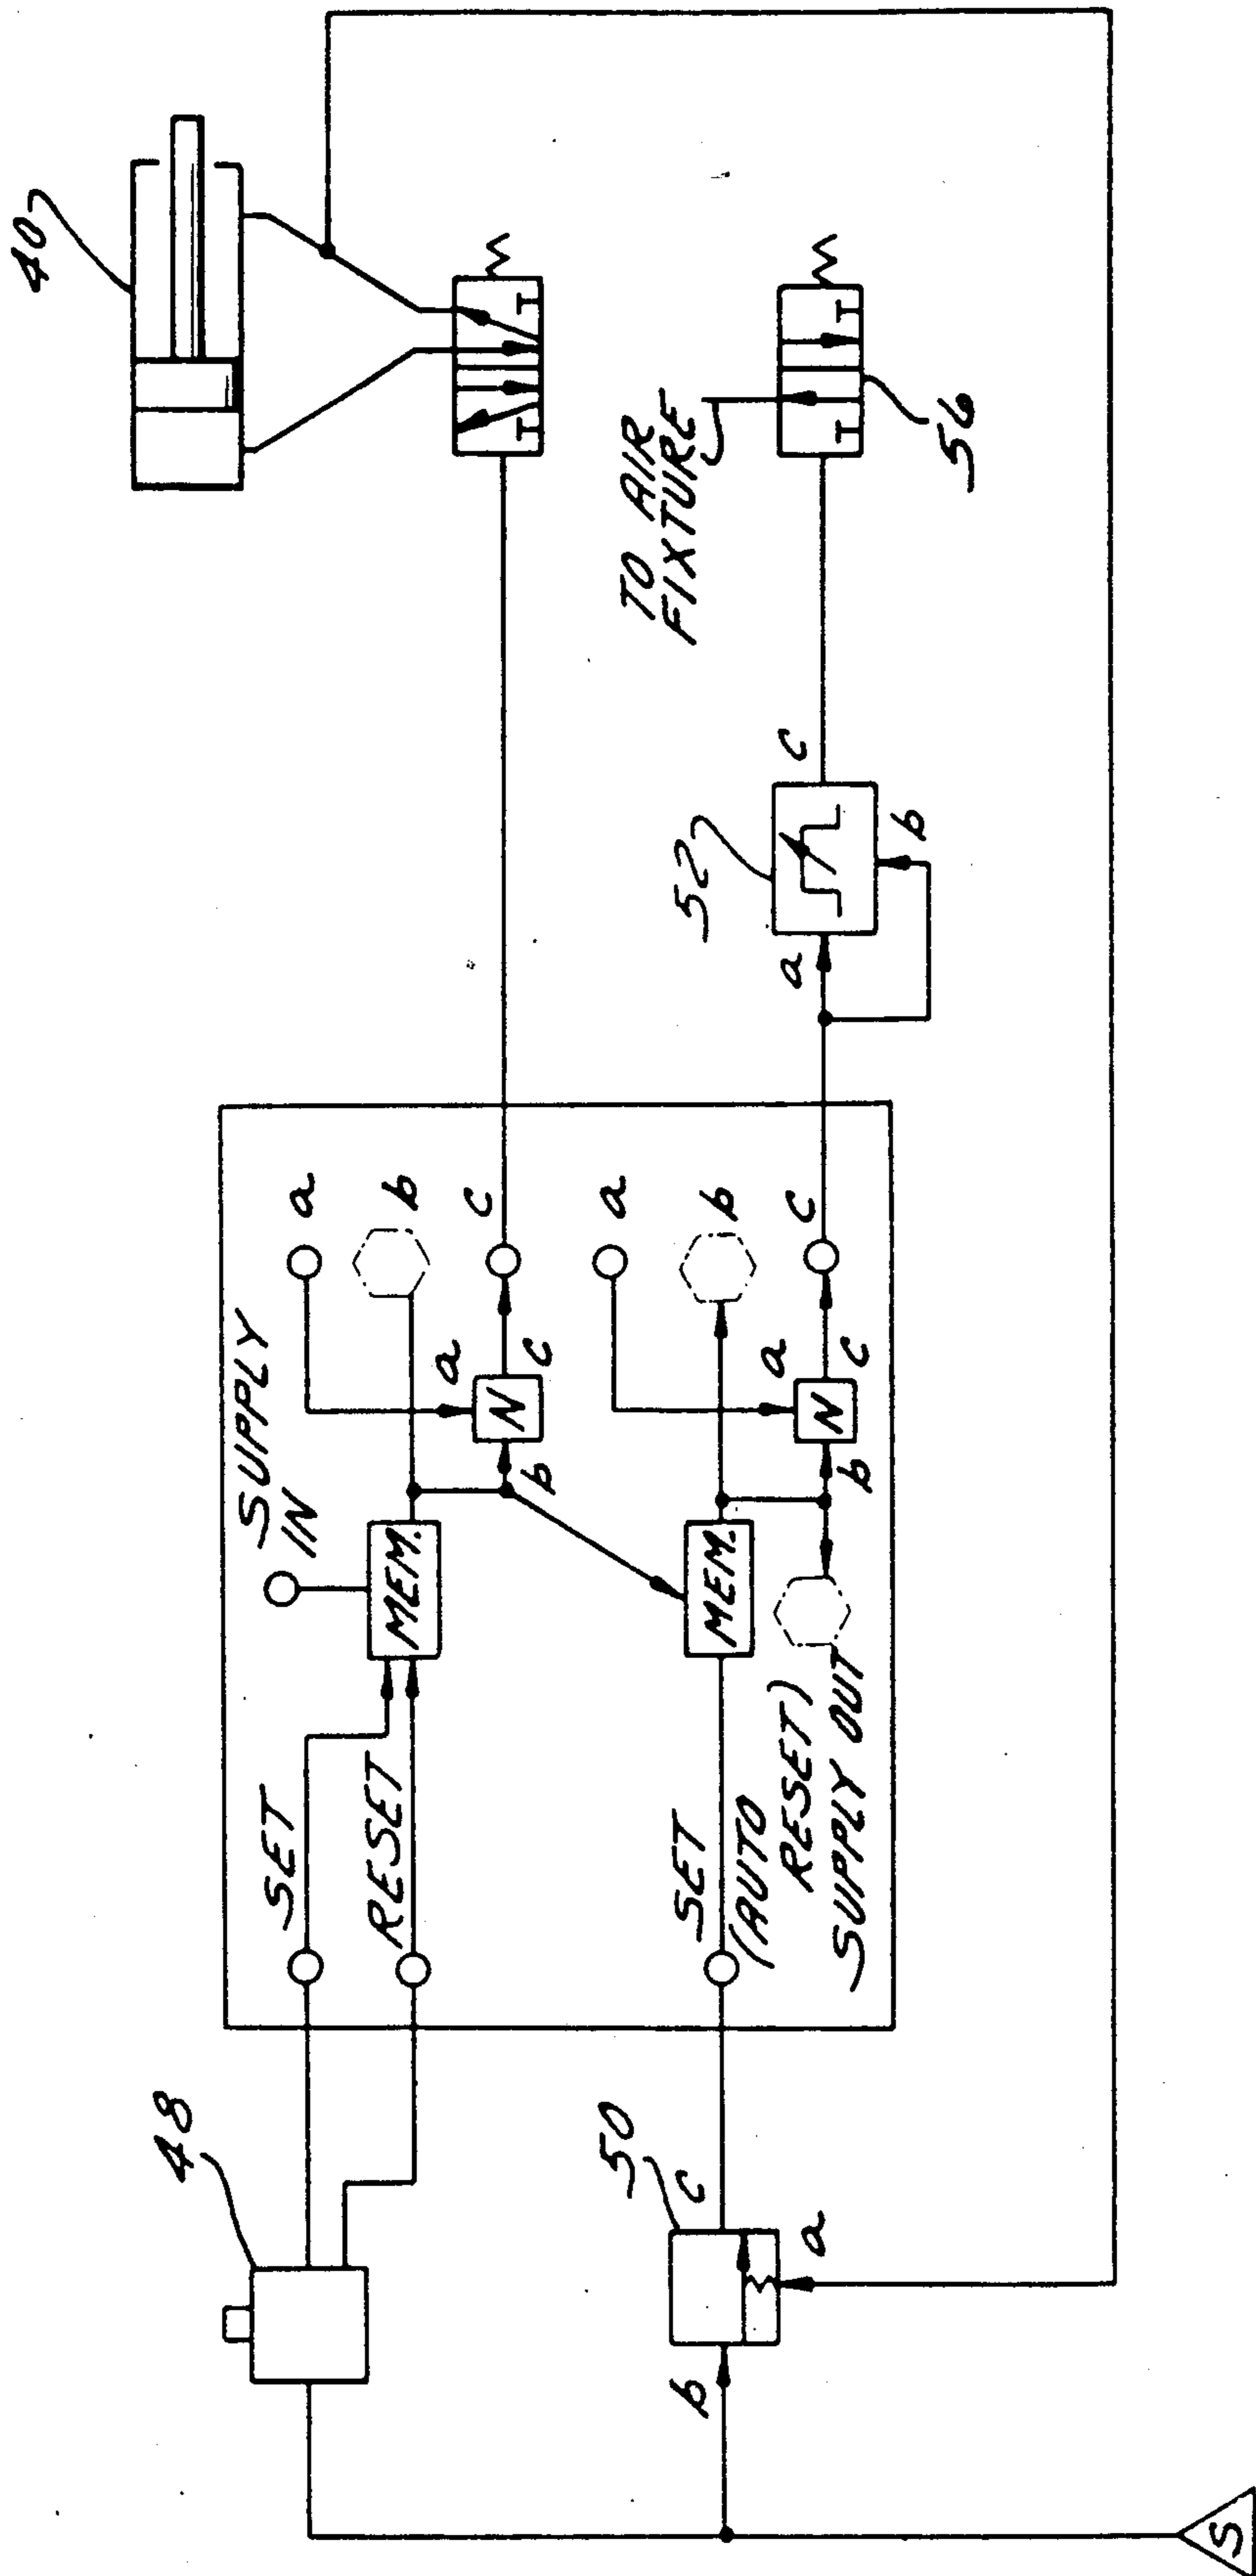 40
48
SUPPLY
IN
SET
a
RESET
MEM.
b
a
c
N
b
c
50
a
TO AIR
FIXTURE
b
c
SET
MEM.
b
52
(AUTO
RESET)
a
a
c
c
a
N
SUPPLY OUT
b
c
b
56
S